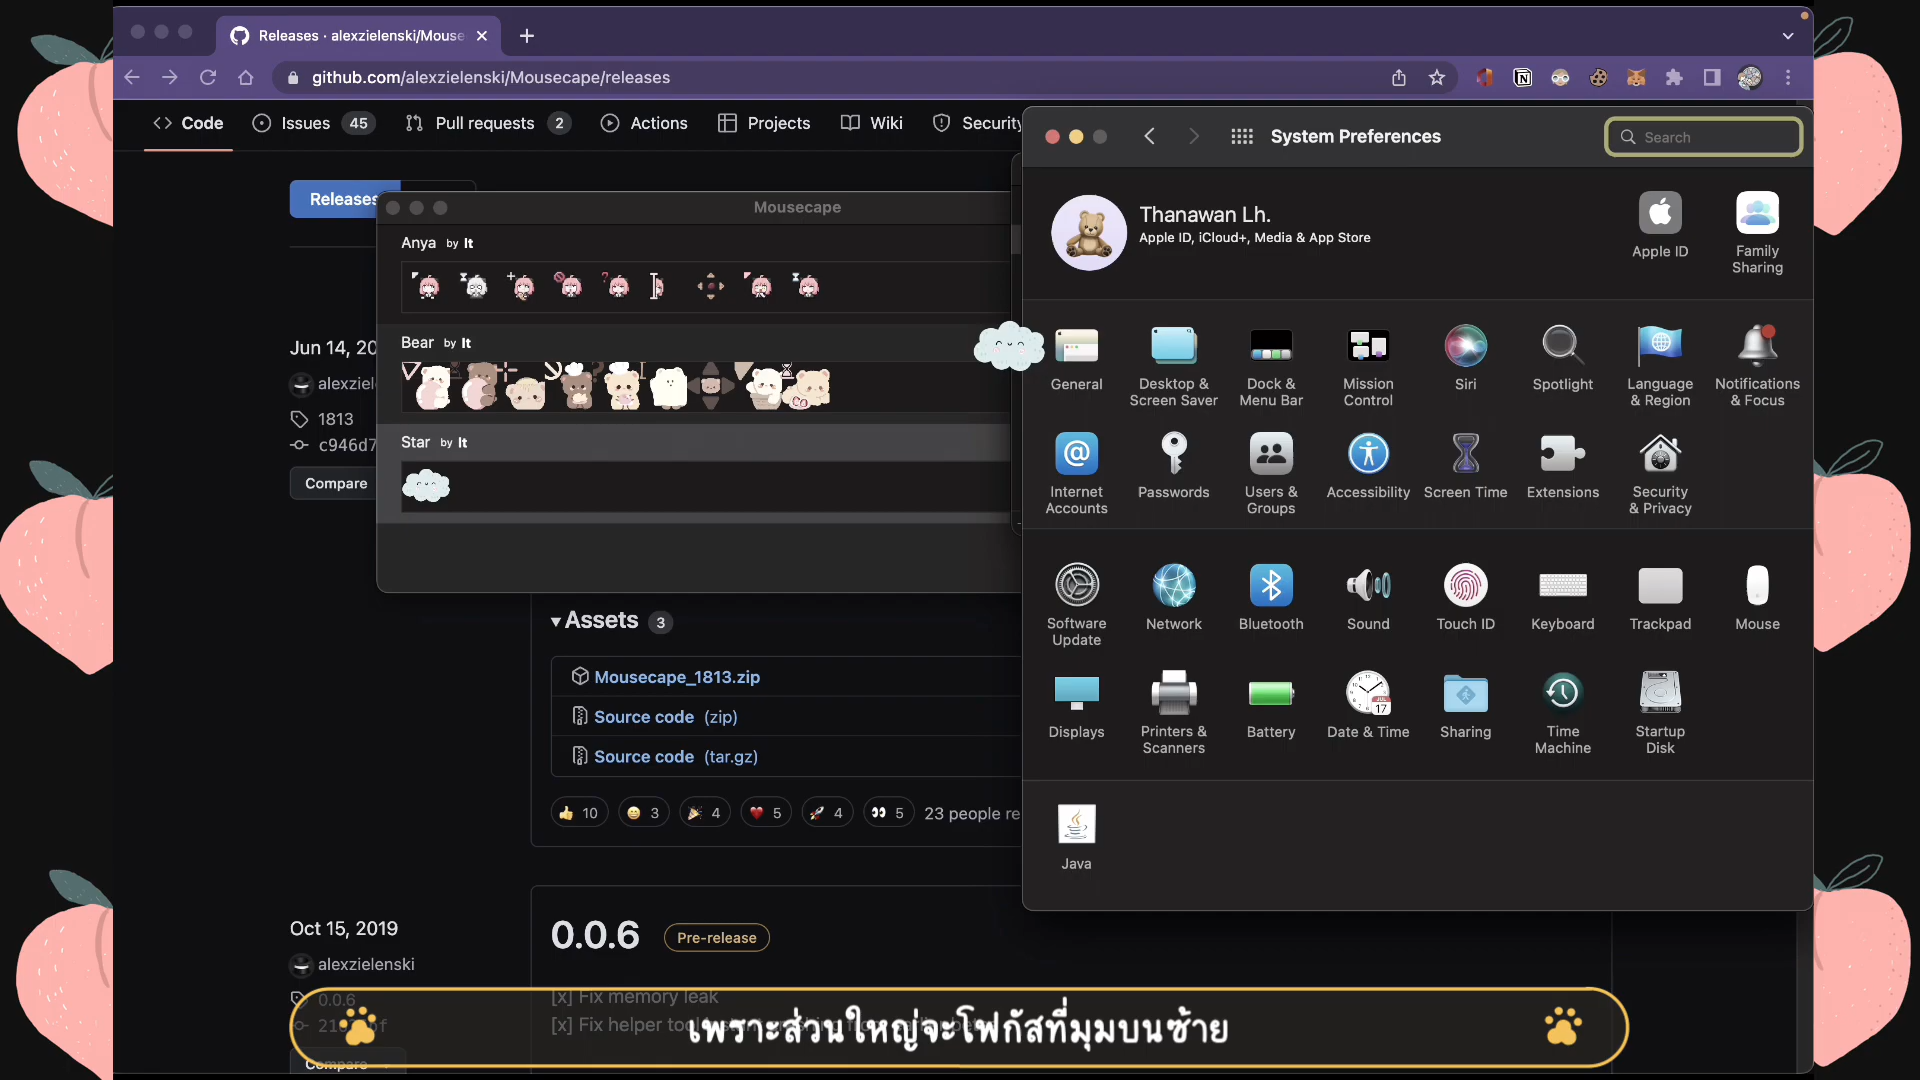 Releases · alexzielenski/Mouse
github.com/alexzielenski/Mousecape/releases
Code
Issues 45
Pull requests 2
Actions
Projects
Wiki
Security
Releases
Jun 14, 20
alexziel
1813
c946d7
Compare
Mousecape
Anya by It
Bear by It
Star by It
Assets 3
Mousecape_1813.zip
Source code (zip)
Source code (tar.gz)
10
3
4
5
4
5
23 people re
Oct 15, 2019
alexzielenski
0.0.6
Compare
0.0.6
Pre-release
[x] Fix memory leak
[x] Fix helper
System Preferences
Search
Thanawan Lh.
Apple ID, iCloud+, Media & App Store
Apple ID
Family
Sharing
General
Desktop &
Screen Saver
Dock &
Menu Bar
Mission
Control
Siri
Spotlight
Language
& Region
Notifications
& Focus
Internet
Accounts
Passwords
Users &
Groups
Accessibility
Screen Time
Extensions
Security
& Privacy
Software
Update
Network
Bluetooth
Sound
Touch ID
Keyboard
Trackpad
Mouse
Displays
Printers &
Scanners
Battery
Date & Time
JUL
17
Sharing
Time
Machine
Startup
Disk
Java
เพราะส่วนใหญ่จะโฟกัสที่มุมบนซ้าย